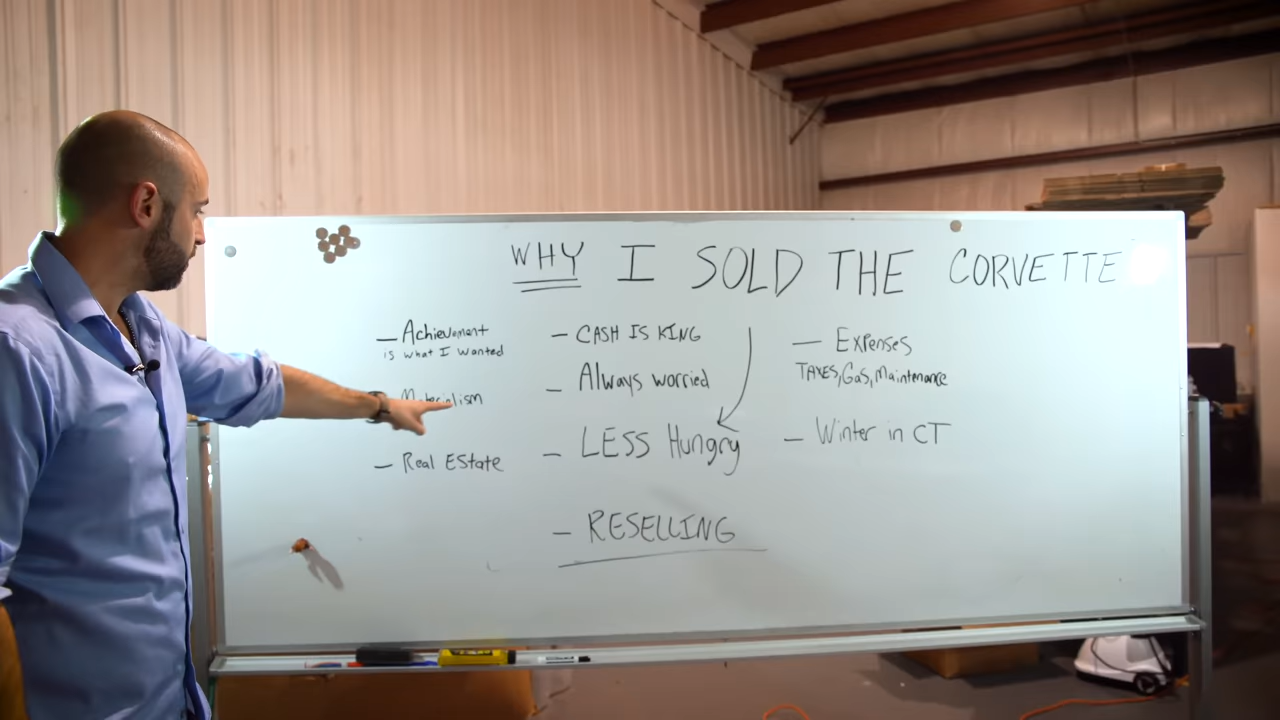 WHY I SOLD THE CORVETTE
— Achievement
is what I wanted
— Materialism
— Real EState
— CASH IS KING
— Always worried
— LESS Hungry
— RESELLING
— Expenses
TAXES, Gas, Maintenance
— Winter in CT